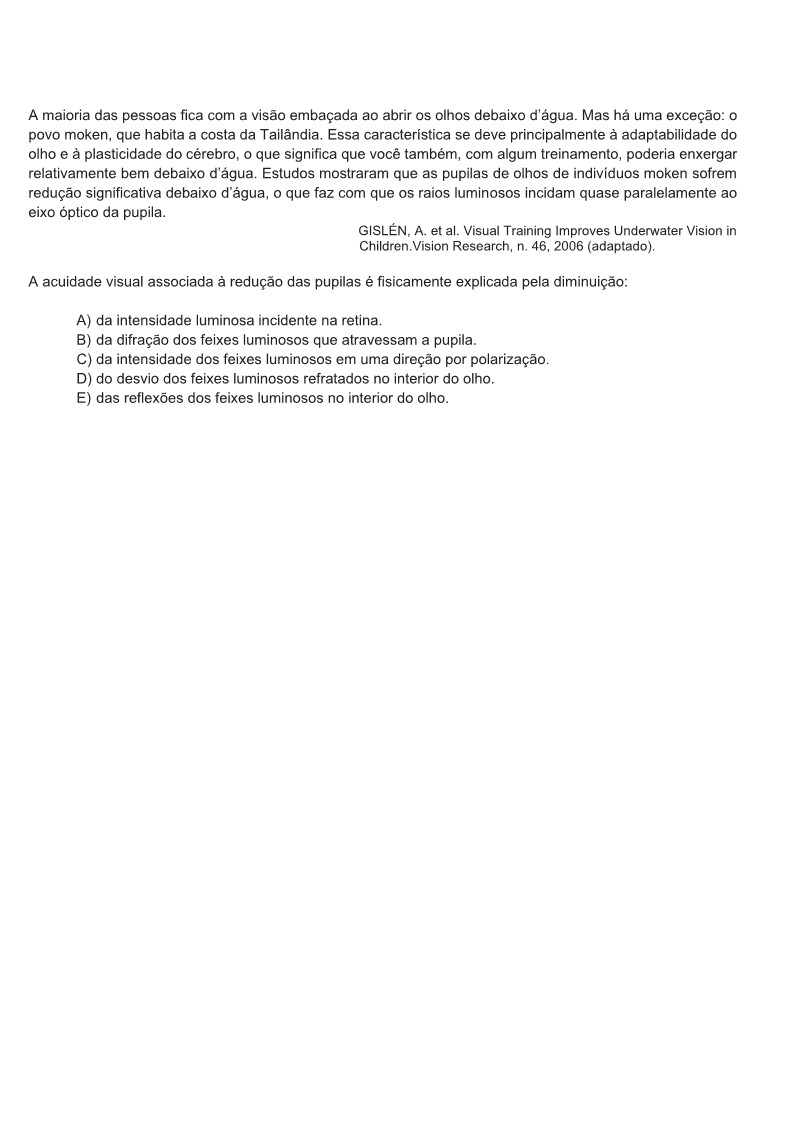 A maioria das pessoas fica com a visão embaçada ao abrir os olhos debaixo d’água. Mas há uma exceção: o
povo moken, que habita a costa da Tailândia. Essa característica se deve principalmente à adaptabilidade do
olho e à plasticidade do cérebro, o que significa que você também, com algum treinamento, poderia enxergar
relativamente bem debaixo d’água. Estudos mostraram que as pupilas de olhos de indivíduos moken sofrem
redução significativa debaixo d’água, o que faz com que os raios luminosos incidam quase paralelamente ao
eixo óptico da pupila.
GISLÉN, A. et al. Visual Training Improves Underwater Vision in
Children.Vision Research, n. 46, 2006 (adaptado).
A acuidade visual associada à redução das pupilas é fisicamente explicada pela diminuição:
A) da intensidade luminosa incidente na retina.
B) da difração dos feixes luminosos que atravessam a pupila.
C) da intensidade dos feixes luminosos em uma direção por polarização.
D) do desvio dos feixes luminosos refratados no interior do olho.
E) das reflexões dos feixes luminosos no interior do olho.